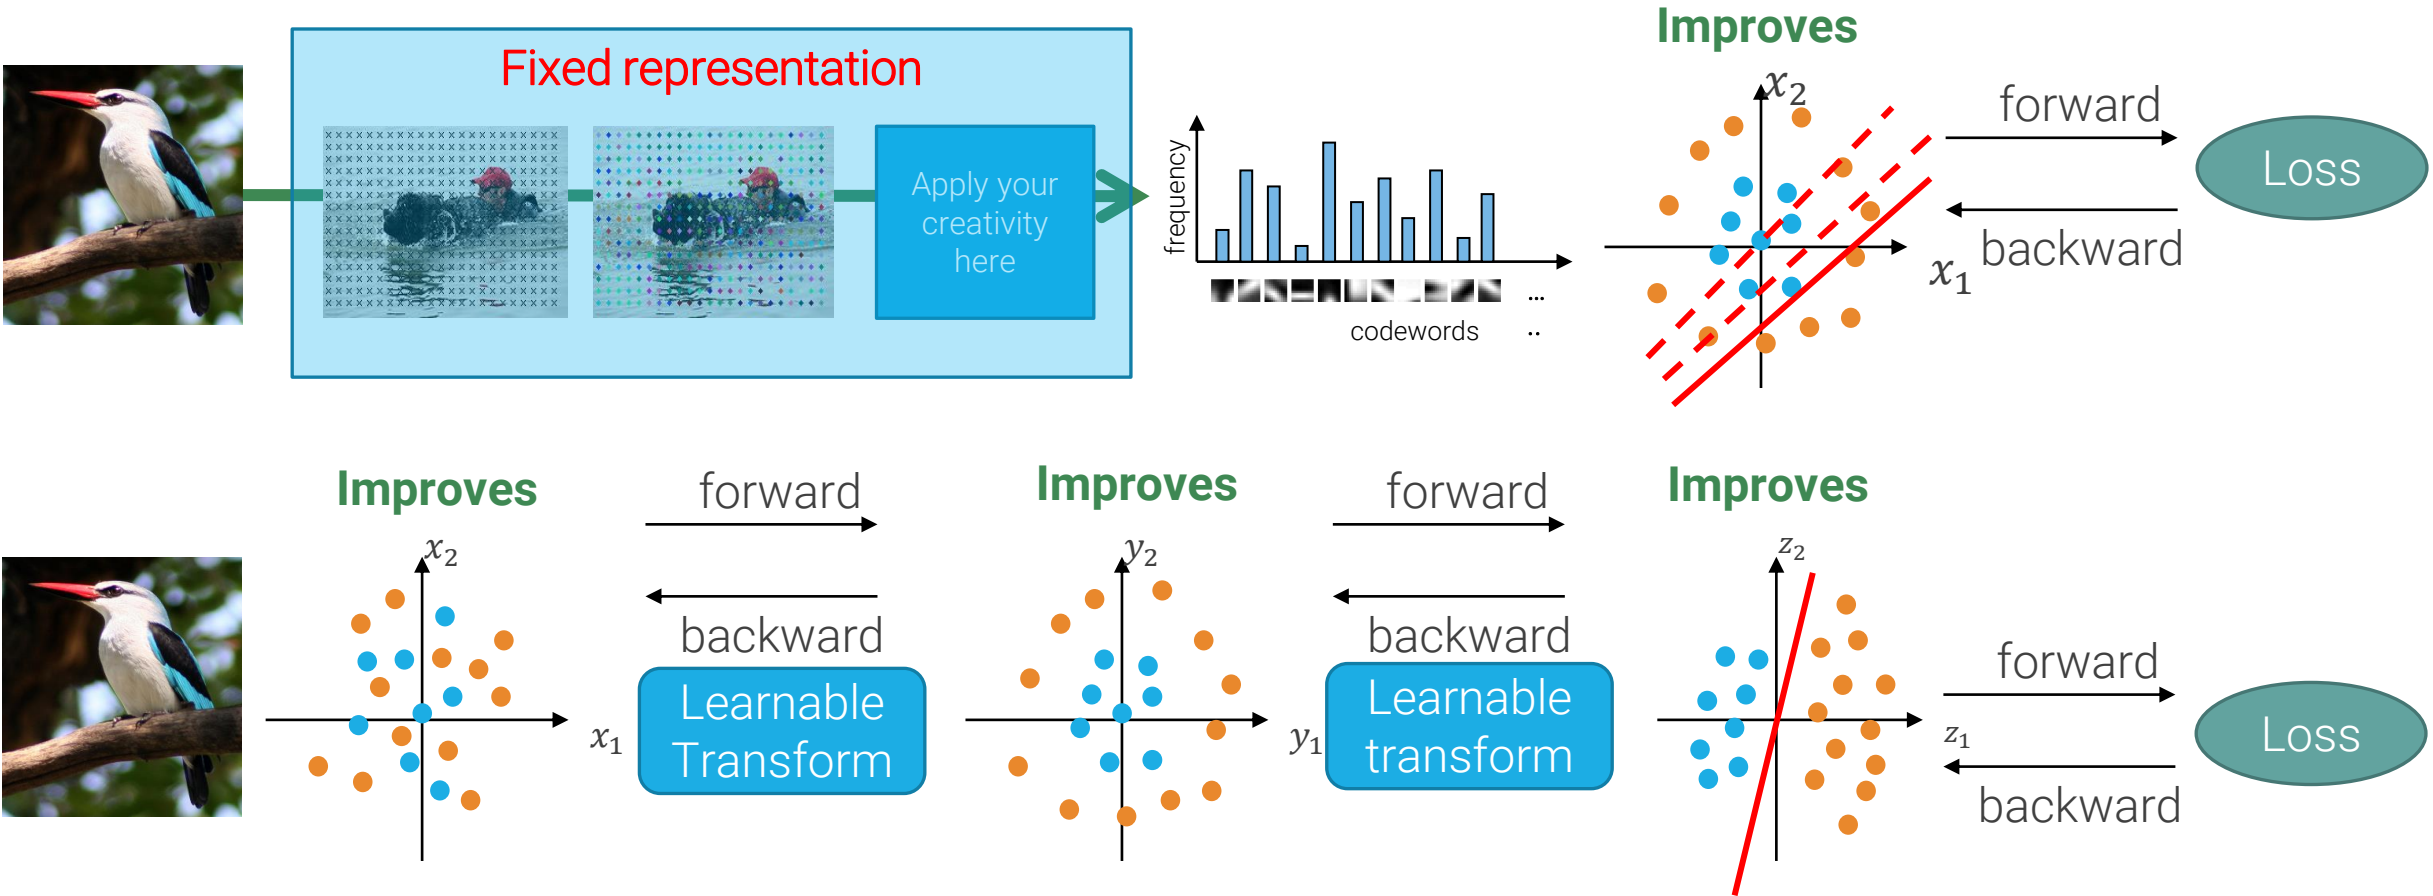 Improves
Fixed representation
x₂
forward
Loss
Apply your
creativity
here
frequency
backward
x₁
...
codewords
..
Improves
forward
Improves
forward
Improves
x₂
y₂
z₂
backward
backward
forward
Learnable
Transform
Learnable
transform
x₁
y₁
z₁
Loss
backward